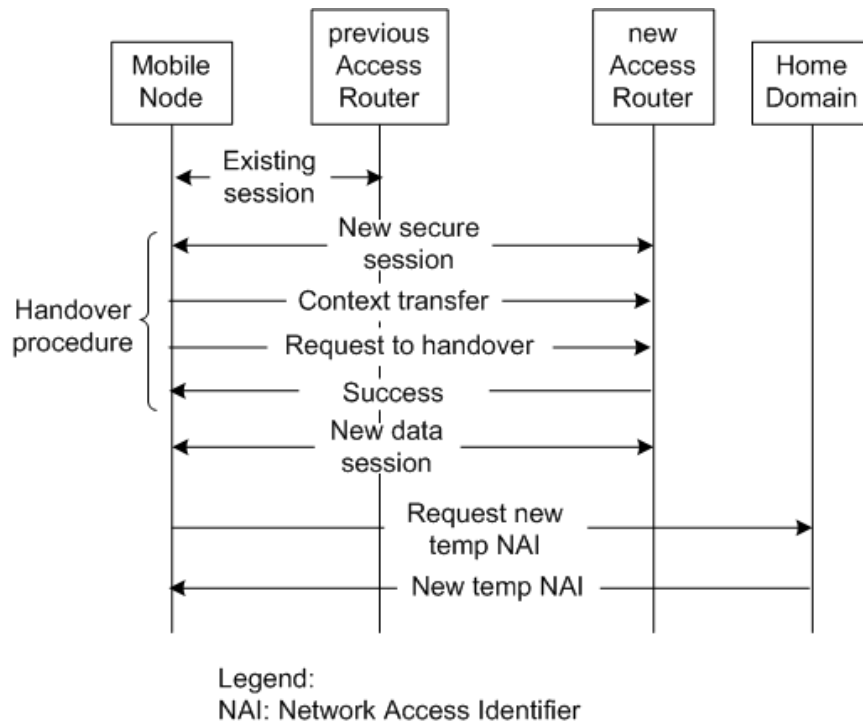 Mobile
Node
previous
Access
Router
new
Access
Router
Home
Domain
Existing
session
New secure
session
Handover
procedure
Context transfer
Request to handover
Success
New data
session
Request new
temp NAI
New temp NAI
Legend:
NAI: Network Access Identifier